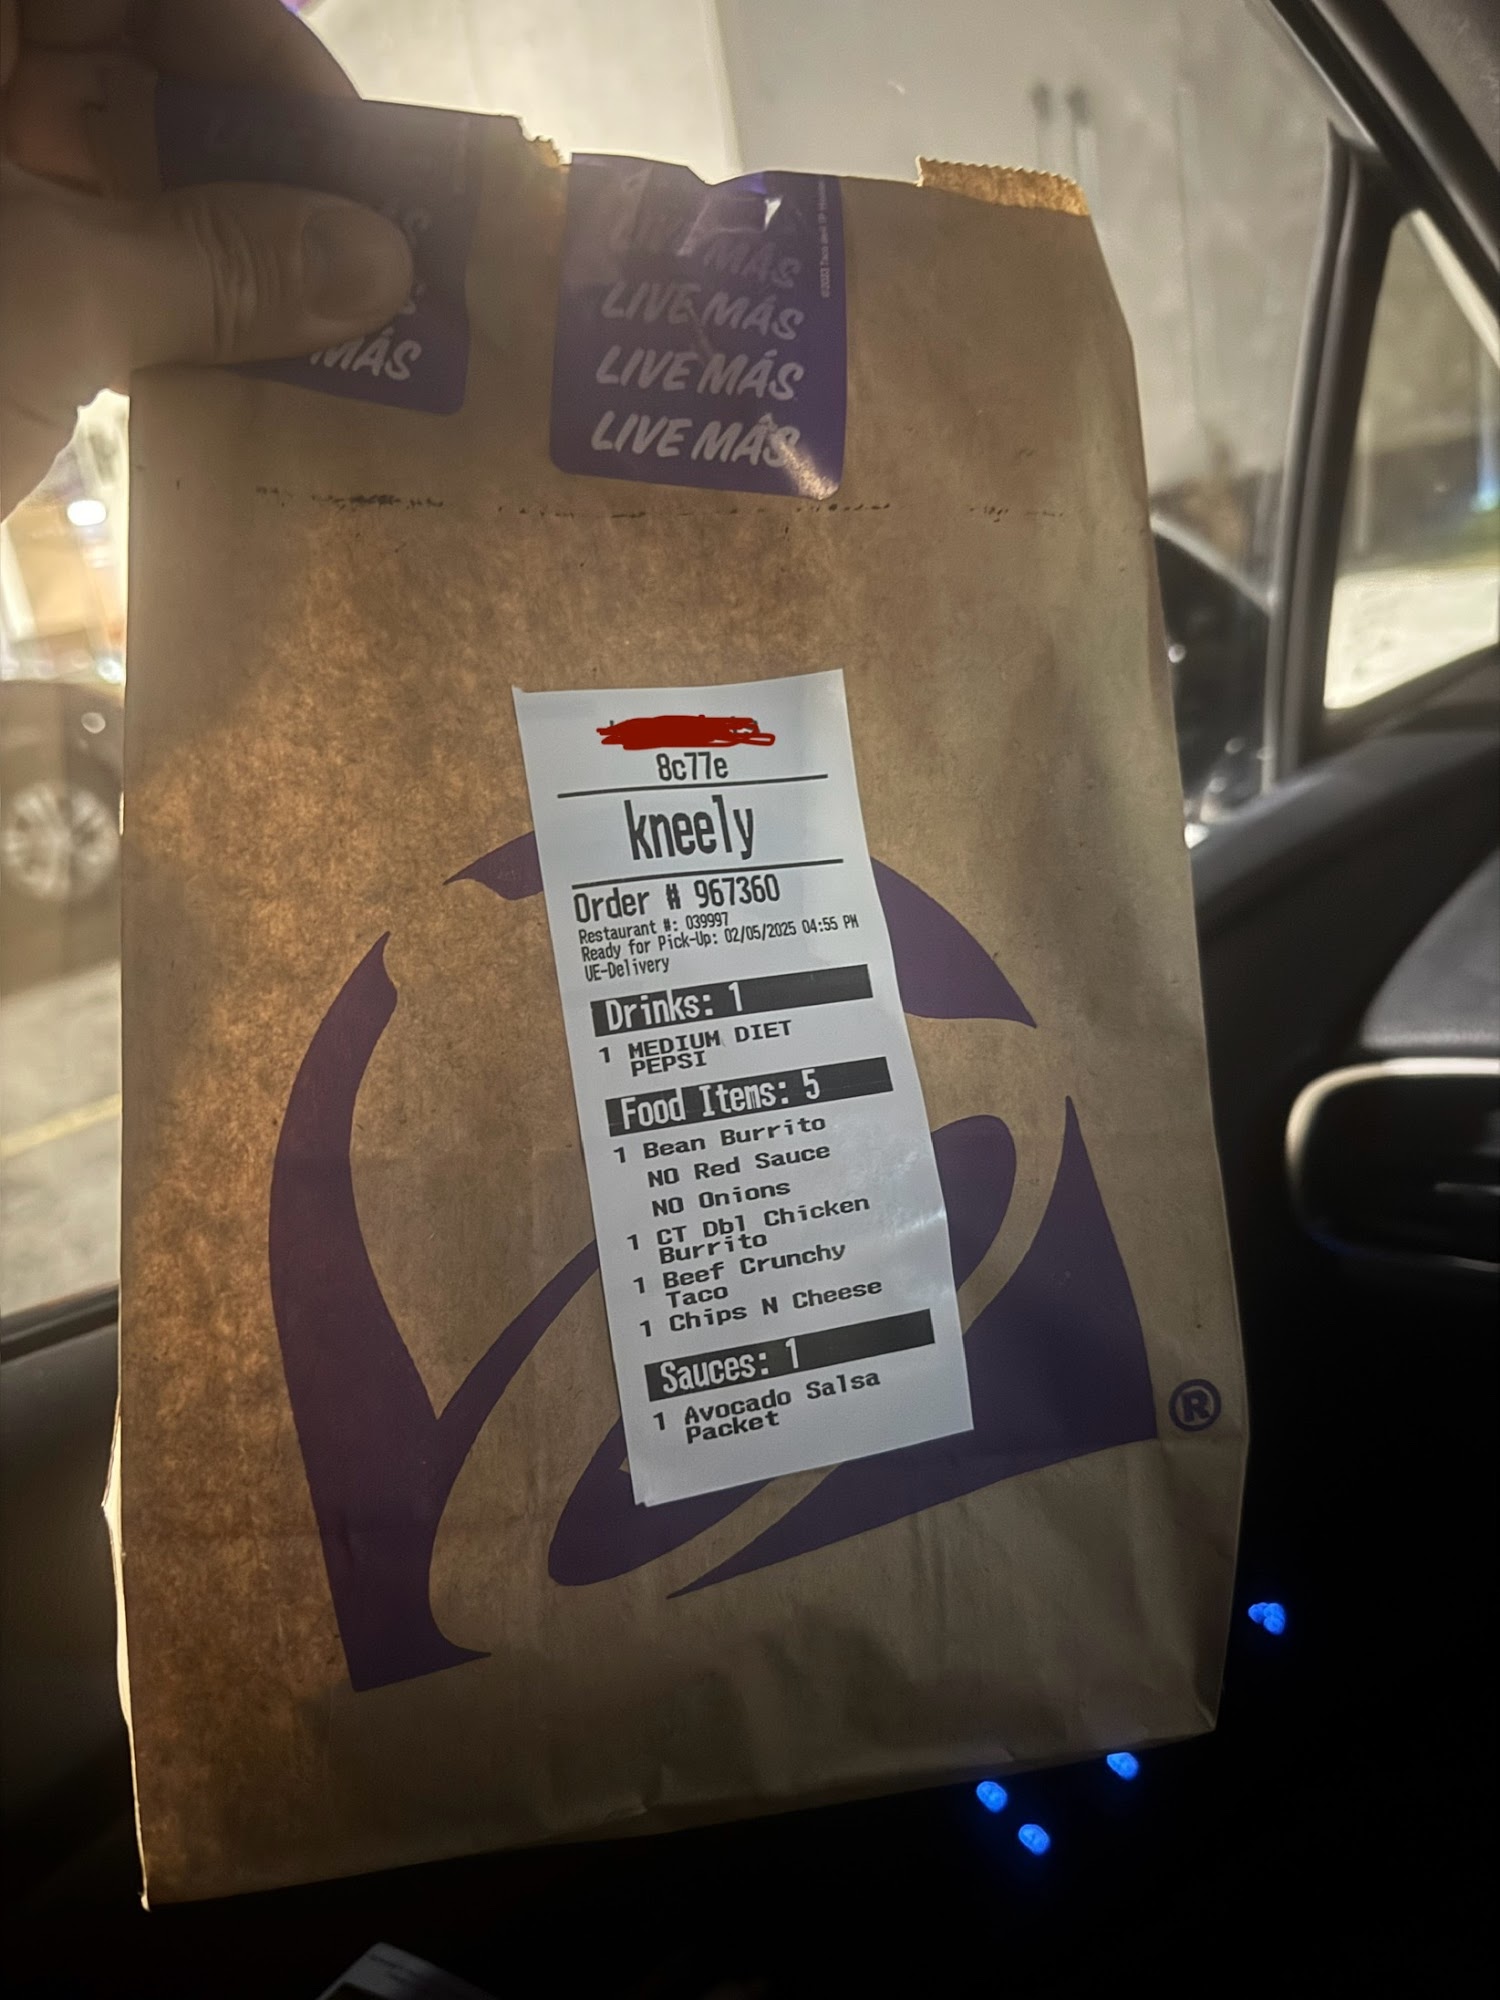 MÁS
LIVE MÁS
LIVE MÁS
LIVE MÁS
LIVE MÁS
8c77e
kneely
Order # 967360
Restaurant #: 039997
Ready for Pick-Up: 02/05/2025 04:55 PM
UE-Delivery
Drinks: 1
1 MEDIUM DIET
PEPSI
Food Items: 5
1 Bean Burrito
NO Red Sauce
NO Onions
1 CT Dbl Chicken
Burrito
1 Beef Crunchy
Taco
1 Chips N Cheese
Sauces: 1
1 Avocado Salsa
Packet
®